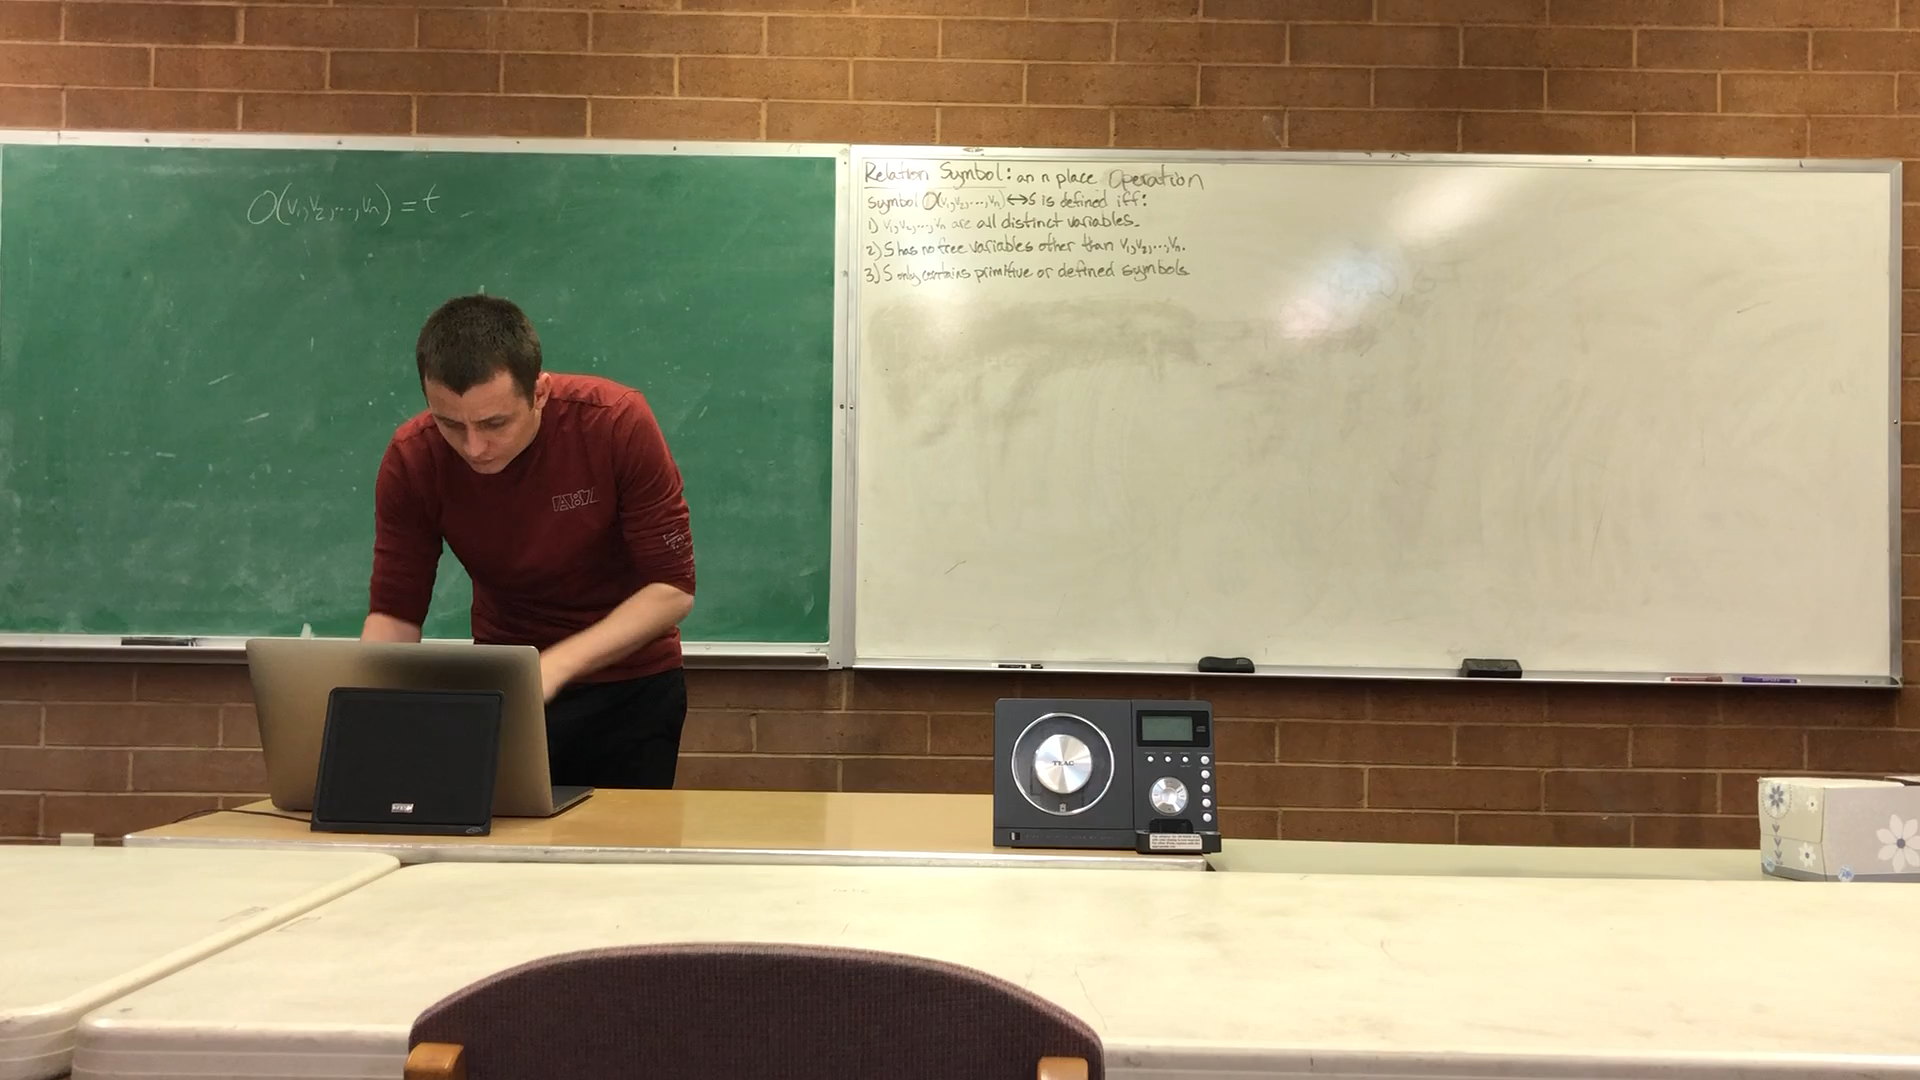 O(v₁,v₂,...,vₙ) = t
Relation Symbol: an n place Operation
symbol O(v₁,v₂,...,vₙ)↔S is defined iff:
1) v₁,v₂,...,vₙ are all distinct variables.
2) S has no free variables other than v₁,v₂,...,vₙ.
3) S only contains primitive or defined symbols
TEAC